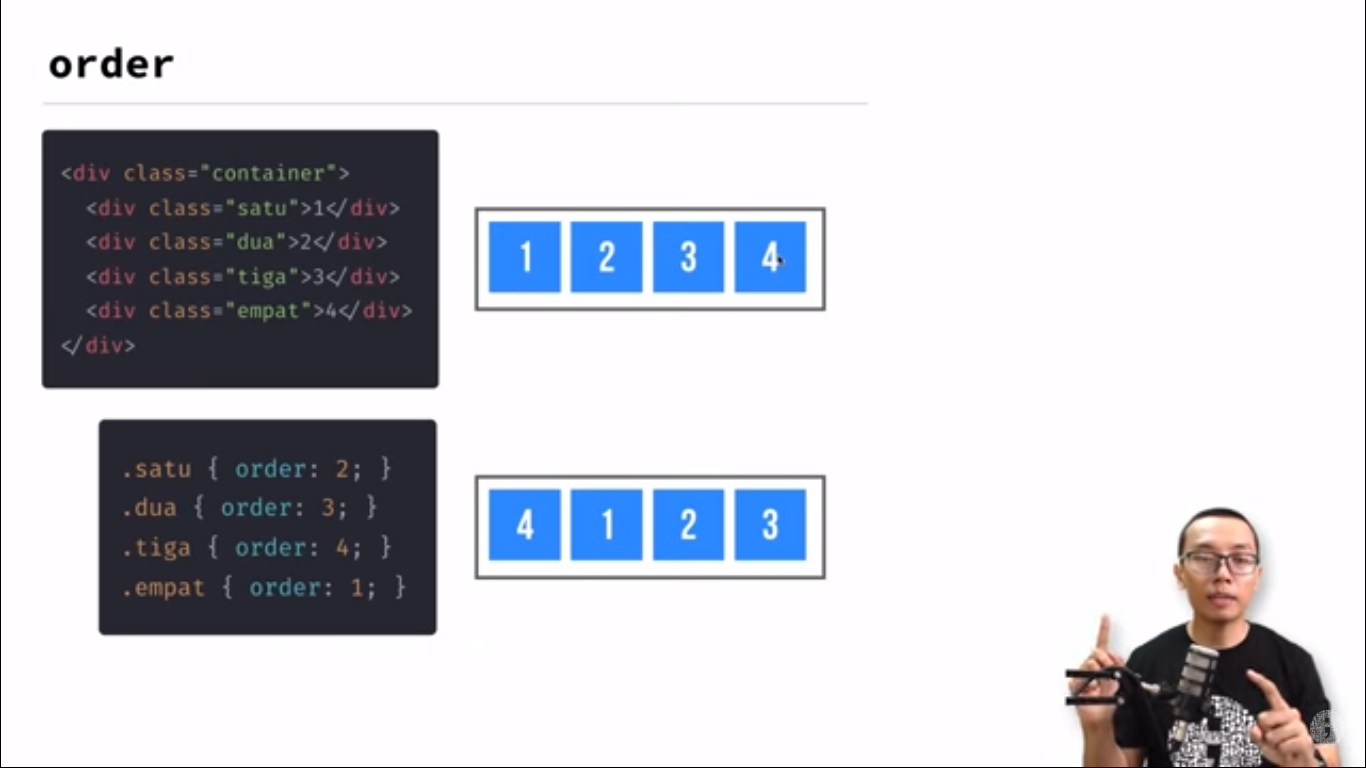 order
<div class="container">
<div class="satu">1</div>
<div class="dua">2</div>
<div class="tiga">3</div>
<div class="empat">4</div>
</div>
1 2 3 4
.satu { order: 2; }
.dua { order: 3; }
.tiga { order: 4; }
.empat { order: 1; }
4 1 2 3